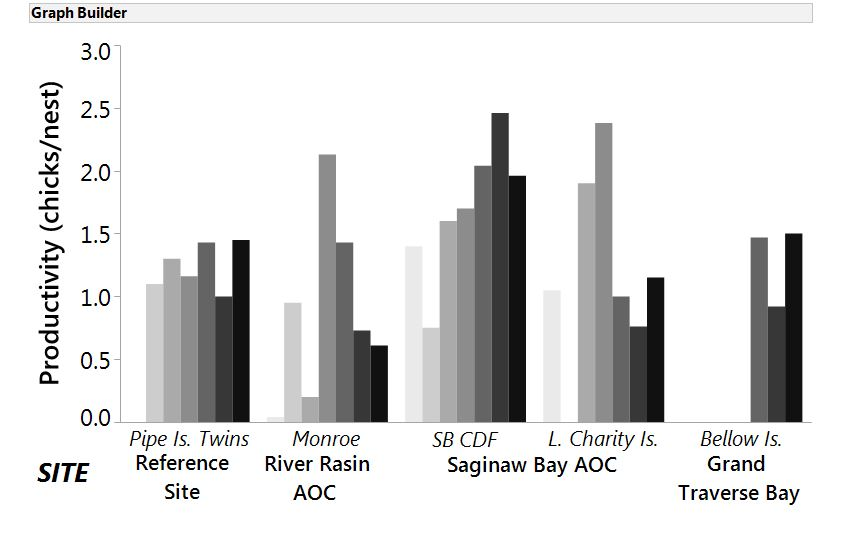 Graph Builder
Productivity (chicks/nest)
3.0
2.5
2.0
1.5
1.0
0.5
0.0
Pipe Is. Twins Monroe SB CDF L. Charity Is. Bellow Is.
SITE
Reference River Rasin Saginaw Bay AOC Grand
Site AOC Traverse Bay